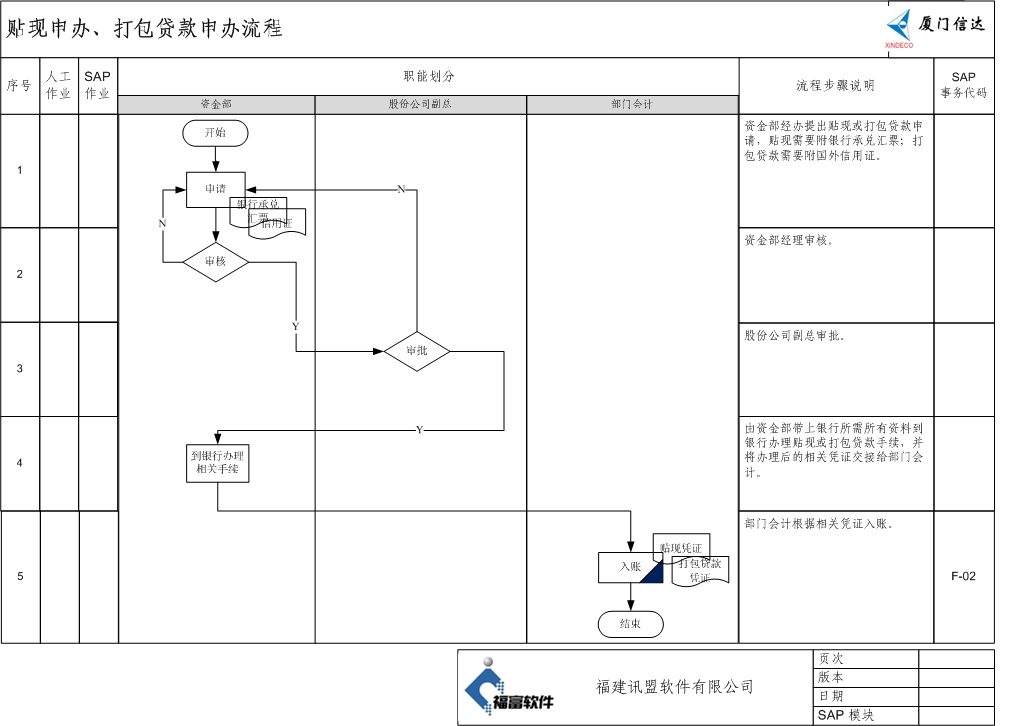 贴现申办、打包贷款申办流程
厦门信达
XINDECO
序号
人工
作业
SAP
作业
职能划分
流程步骤说明
SAP
事务代码
资金部
股份公司副总
部门会计
1
开始
申请
N
N
银行承兑
汇票
信用证
资金部经办提出贴现或打包贷款申
请，贴现需要附银行承兑汇票；打
包贷款需要附国外信用证。
2
审核
Y
资金部经理审核。
3
审批
股份公司副总审批。
4
Y
到银行办理
相关手续
由资金部带上银行所需所有资料到
银行办理贴现或打包贷款手续，并
将办理后的相关凭证交接给部门会
计。
5
入账
贴现凭证
打包贷款
凭证
结束
部门会计根据相关凭证入账。
F-02
福富软件
福建讯盟软件有限公司
页次
版本
日期
SAP 模块